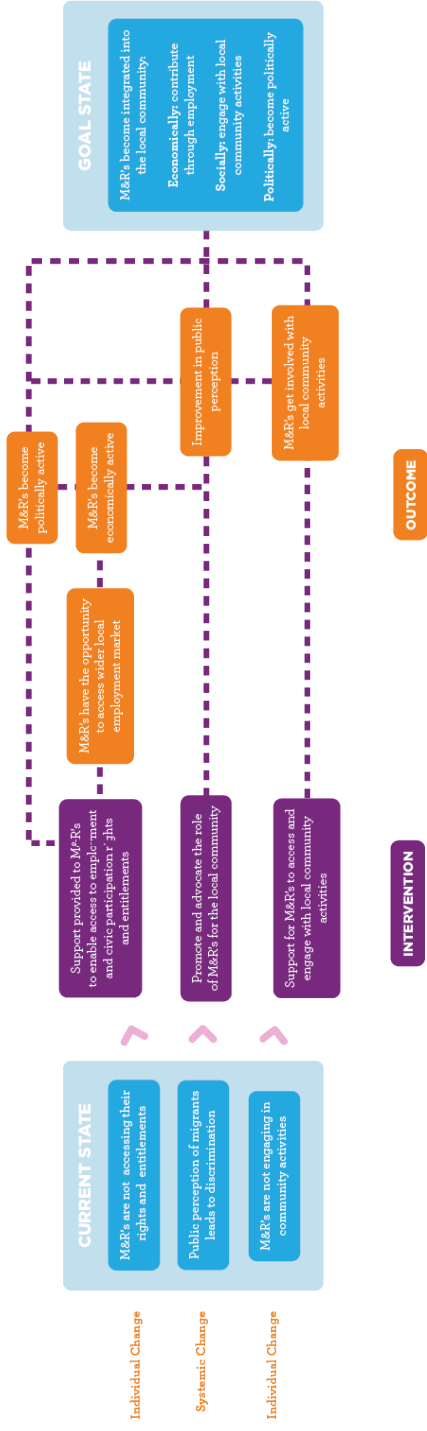 Individual Change
Systemic Change
Individual Change
CURRENT STATE
M&R's are not accessing their
rights and entitlements
Public perception of migrants
leads to discrimination
M&R's are not engaging in
community activities
Support provided to M&R's
to enable access to
and civic participation
and entitlements
Promote and advocate the role
of M&R's for the local community
Support for M&R's to access and
engage with local community
activities
INTERVENTION
M&R's have the opportunity
to access wider local
employment market
M&R's become
politically active
M&R's become
economically active
Improvement in public
perception
M&R's get involved with
local community
activities
OUTCOME
GOAL STATE
M&R's become integrated into
the local community:
Economically: contribute
through employment
Socially: engage with local
community activities
Politically: become politically
active